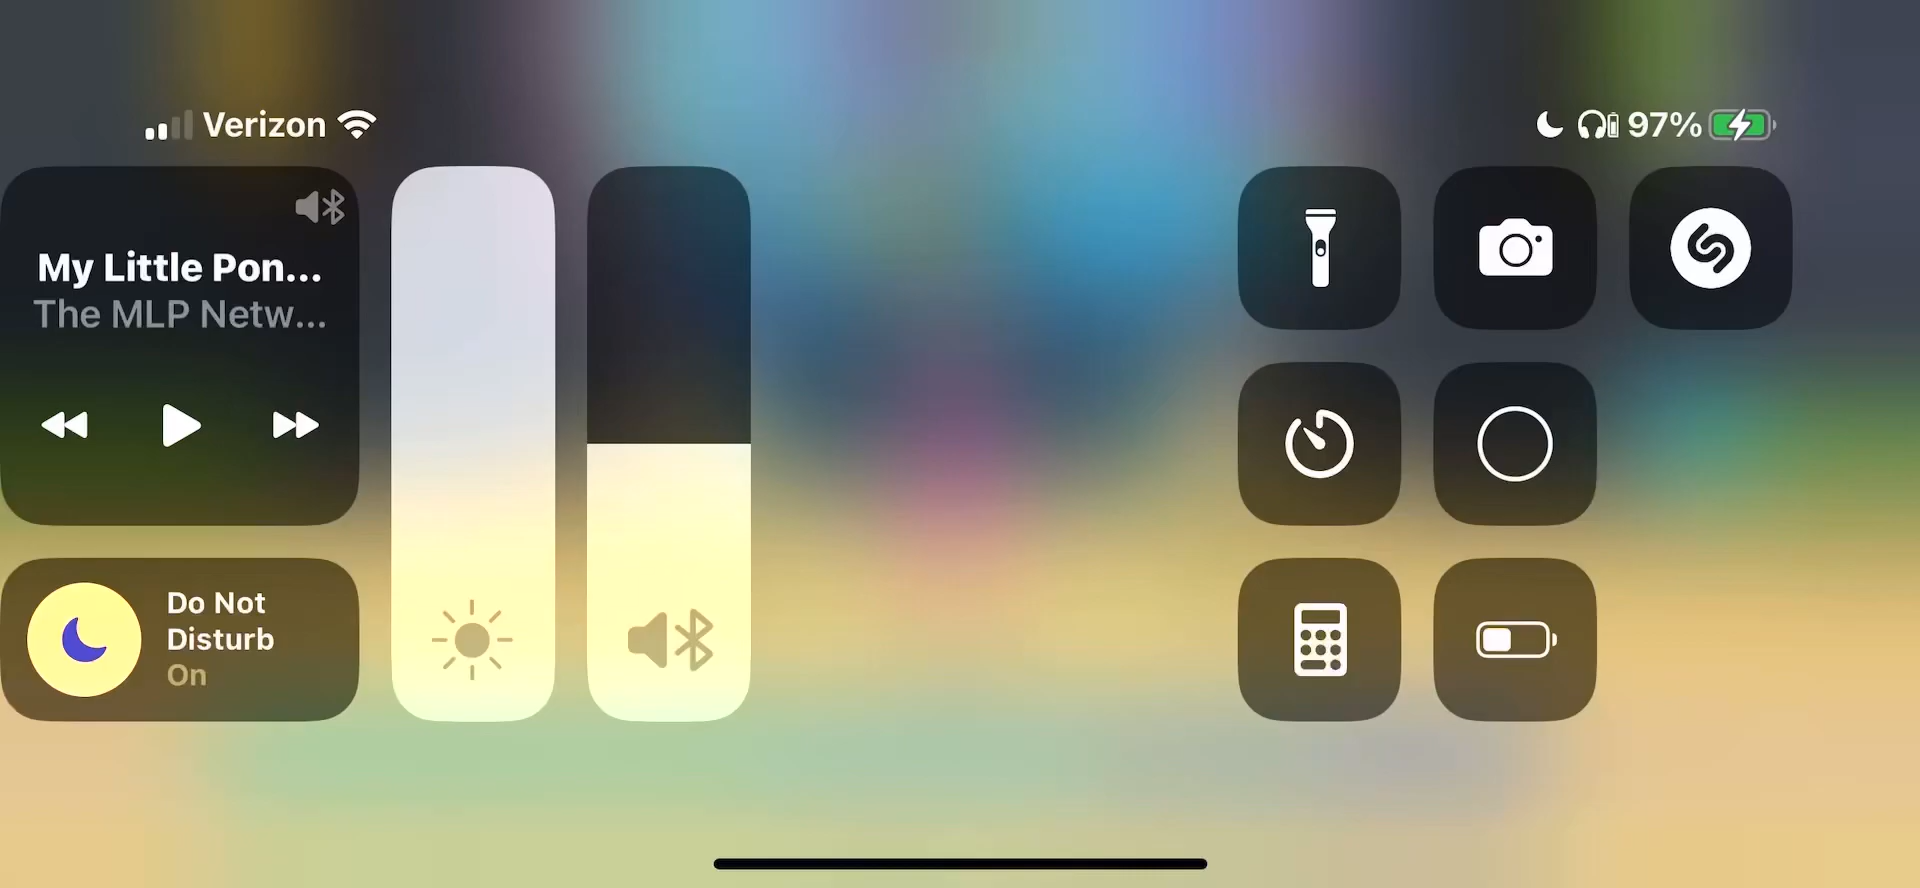 Verizon
97%
My Little Pon...
The MLP Netw...
Do Not
Disturb
On